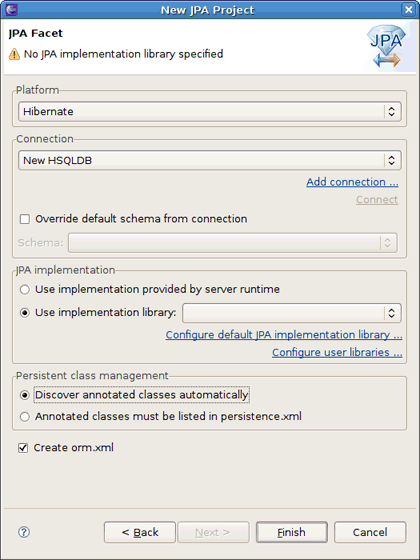 New JPA Project
JPA Facet
JPA
No JPA implementation library specified
Platform
Hibernate
Connection
New HSQLDB
Add connection ...
Connect
Override default schema from connection
Schema:
JPA implementation
Use implementation provided by server runtime
Use implementation library:
Configure default JPA implementation library ...
Configure user libraries ...
Persistent class management
Discover annotated classes automatically
Annotated classes must be listed in persistence.xml
Create orm.xml
? < Back Next > Finish Cancel